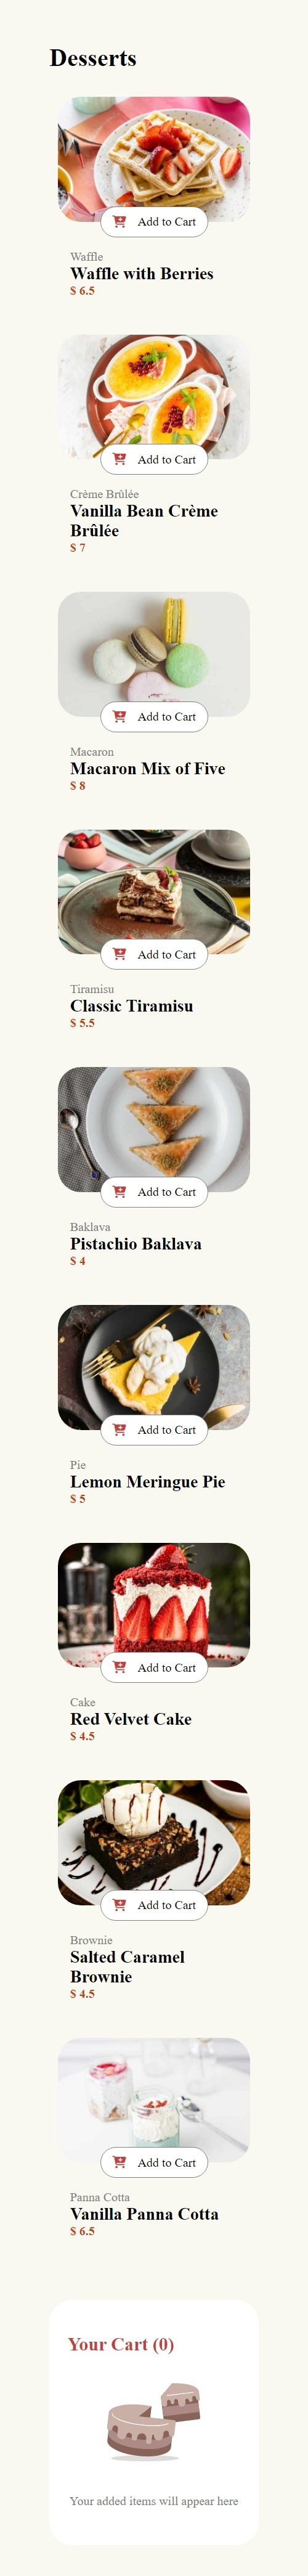 Desserts
Add to Cart
Waffle
Waffle with Berries
$ 6.5
Add to Cart
Crème Brûlée
Vanilla Bean Crème
Brûlée
$ 7
Add to Cart
Macaron
Macaron Mix of Five
$ 8
Add to Cart
Tiramisu
Classic Tiramisu
$ 5.5
Add to Cart
Baklava
Pistachio Baklava
$ 4
Add to Cart
Pie
Lemon Meringue Pie
$ 5
Add to Cart
Cake
Red Velvet Cake
$ 4.5
Add to Cart
Brownie
Salted Caramel
Brownie
$ 4.5
Add to Cart
Panna Cotta
Vanilla Panna Cotta
$ 6.5
Your Cart (0)
Your added items will appear here